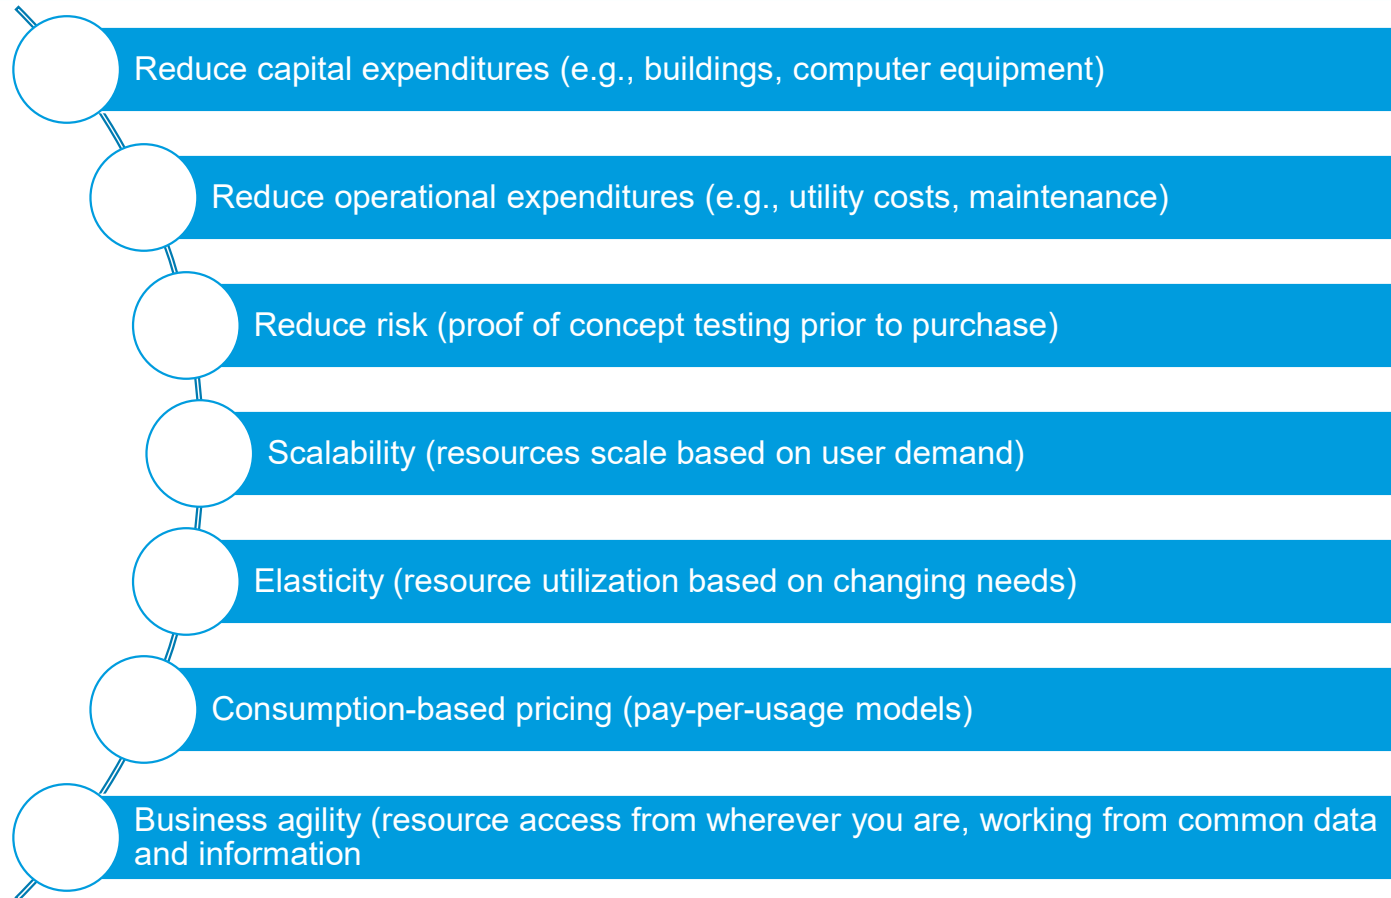 Reduce capital expenditures (e.g., buildings, computer equipment)
Reduce operational expenditures (e.g., utility costs, maintenance)
Reduce risk (proof of concept testing prior to purchase)
Scalability (resources scale based on user demand)
Elasticity (resource utilization based on changing needs)
Consumption-based pricing (pay-per-usage models)
Business agility (resource access from wherever you are, working from common data
and information